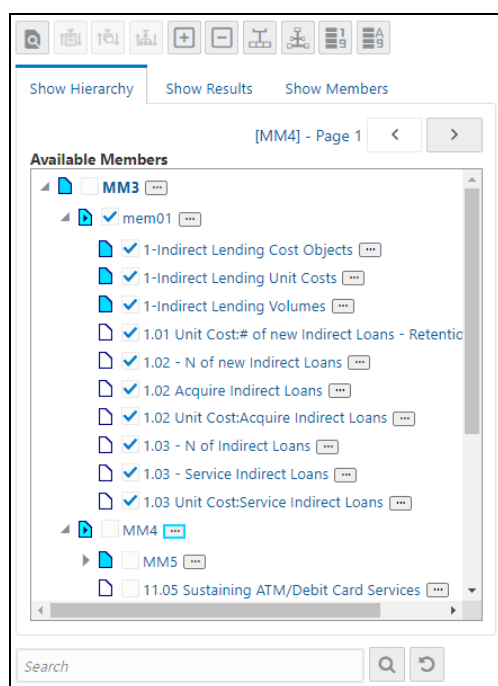 1
9
A
9
Show Hierarchy Show Results Show Members
[MM4] - Page 1
Available Members
MM3
mem01
1-Indirect Lending Cost Objects
1-Indirect Lending Unit Costs
1-Indirect Lending Volumes
1.01 Unit Cost:# of new Indirect Loans - Retentio
1.02 - N of new Indirect Loans
1.02 Acquire Indirect Loans
1.02 Unit Cost:Acquire Indirect Loans
1.03 - N of Indirect Loans
1.03 - Service Indirect Loans
1.03 Unit Cost:Service Indirect Loans
MM4
MM5
11.05 Sustaining ATM/Debit Card Services
Search